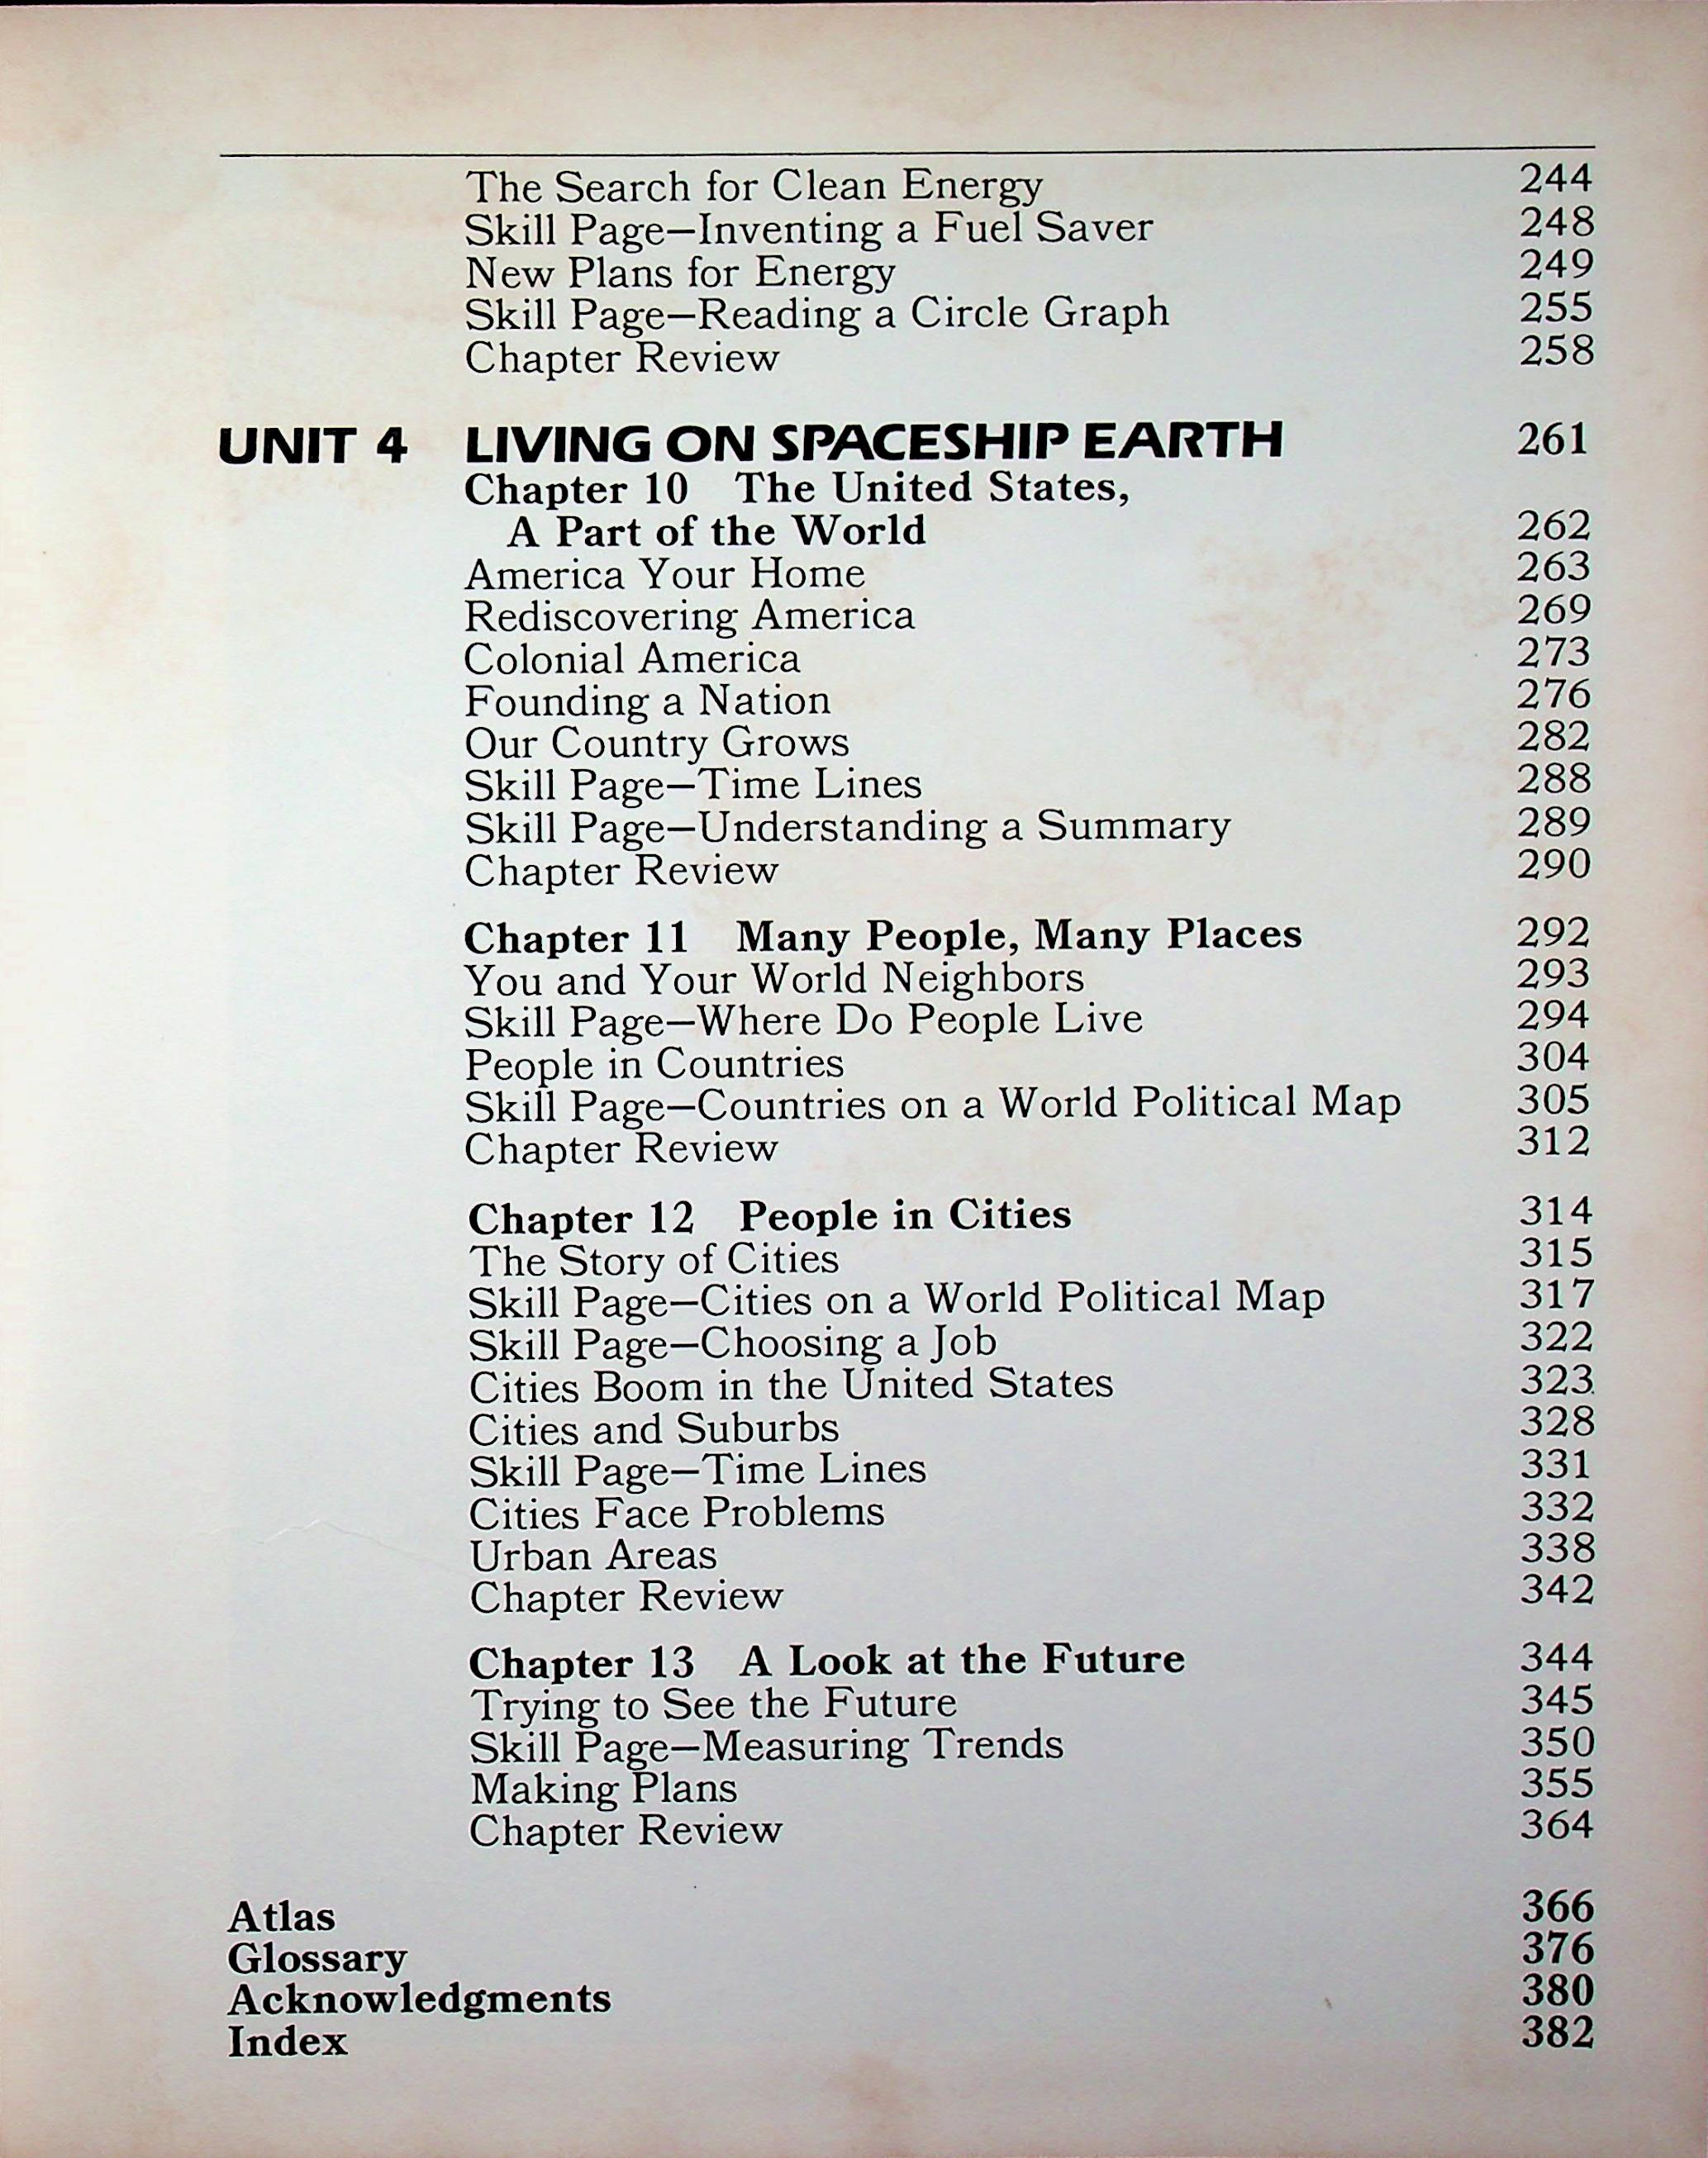 The Search for Clean Energy 244
Skill Page—Inventing a Fuel Saver 248
New Plans for Energy 249
Skill Page—Reading a Circle Graph 255
Chapter Review 258
UNIT 4 LIVING ON SPACESHIP EARTH 261
Chapter 10 The United States,
A Part of the World 262
America Your Home 263
Rediscovering America 269
Colonial America 273
Founding a Nation 276
Our Country Grows 282
Skill Page—Time Lines 288
Skill Page—Understanding a Summary 289
Chapter Review 290
Chapter 11 Many People, Many Places 292
You and Your World Neighbors 293
Skill Page—Where Do People Live 294
People in Countries 304
Skill Page—Countries on a World Political Map 305
Chapter Review 312
Chapter 12 People in Cities 314
The Story of Cities 315
Skill Page—Cities on a World Political Map 317
Skill Page—Choosing a Job 322
Cities Boom in the United States 323
Cities and Suburbs 328
Skill Page—Time Lines 331
Cities Face Problems 332
Urban Areas 338
Chapter Review 342
Chapter 13 A Look at the Future 344
Trying to See the Future 345
Skill Page—Measuring Trends 350
Making Plans 355
Chapter Review 364
Atlas 366
Glossary 376
Acknowledgments 380
Index 382